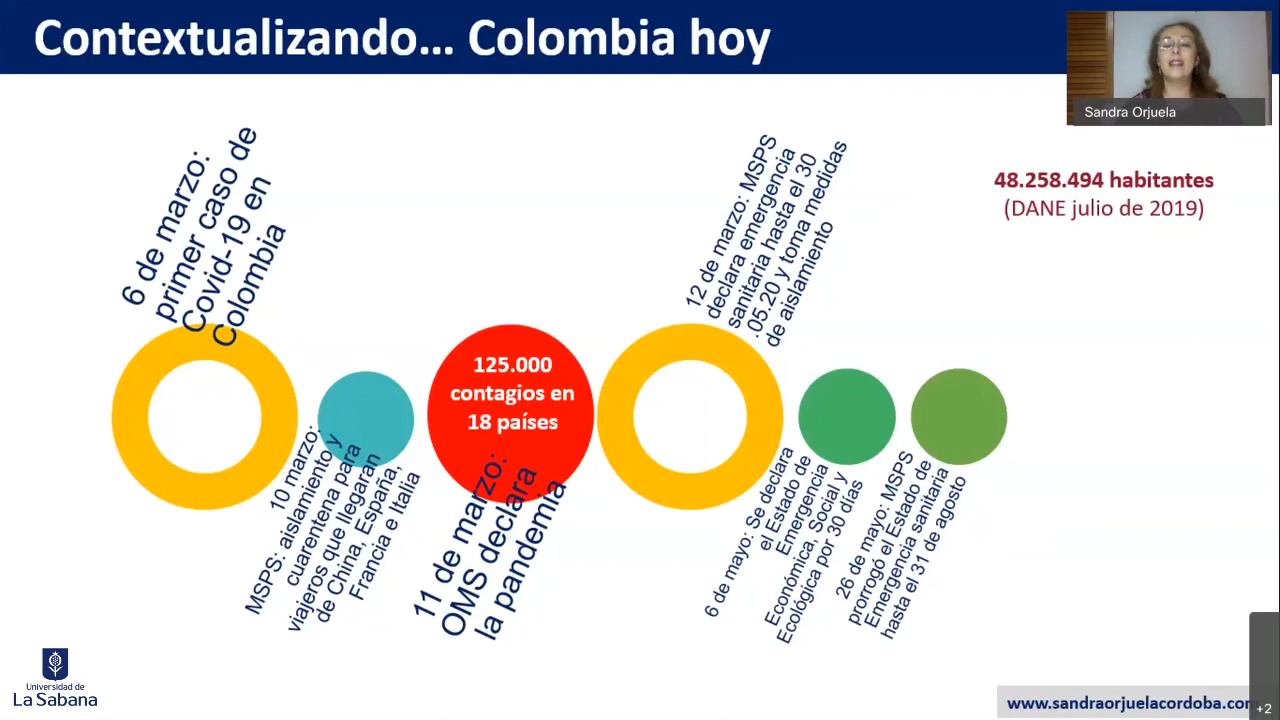 Contextualizando... Colombia hoy
Sandra Orjuela
48.258.494 habitantes
(DANE julio de 2019)
6 de marzo:
primer caso de
Covid-19 en
Colombia
10 marzo:
MSPS: aislamiento y
cuarentena para
viajeros que llegaran
de China, España,
Francia e Italia
125.000
contagios en
18 países
11 de marzo:
OMS declara
la pandemia
12 de marzo: MSPS
declara emergencia
sanitaria hasta el 30
.05.20 y toma medidas
de aislamiento
6 de mayo: Se declara
el Estado de
Emergencia
Económica, Social y
Ecológica por 30 días
26 de mayo: MSPS
prorrogó el Estado de
Emergencia sanitaria
hasta el 31 de agosto
Universidad de
La Sabana
www.sandraorjuelacordoba.com
+2